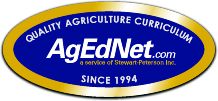 QUALITY AGRICULTURE CURRICULUM
AgEdNet.com
a service of Stewart-Peterson Inc.
SINCE 1994